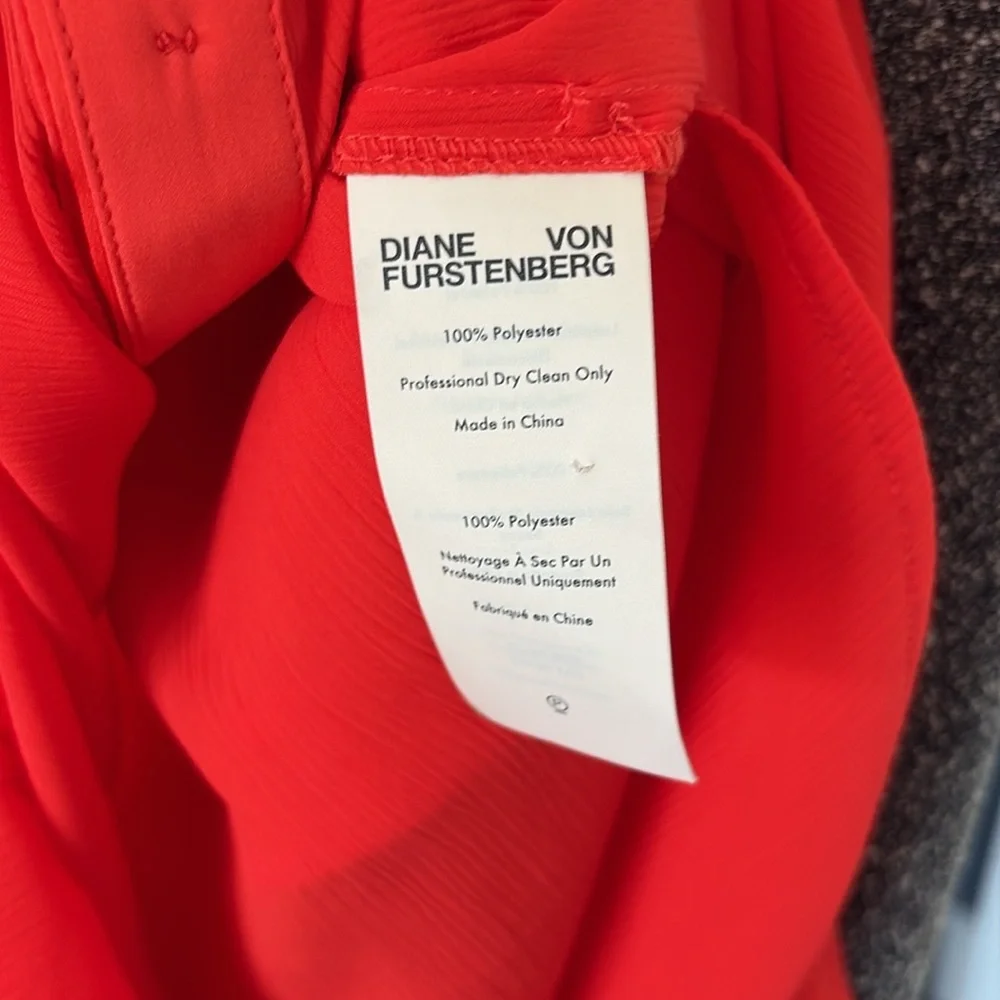 DIANE VON
FURSTENBERG
100% Polyester
Professional Dry Clean Only
Made in China
100% Polyester
Nettoyage À Sec Par Un
Professionnel Uniquement
Fabriqué en Chine